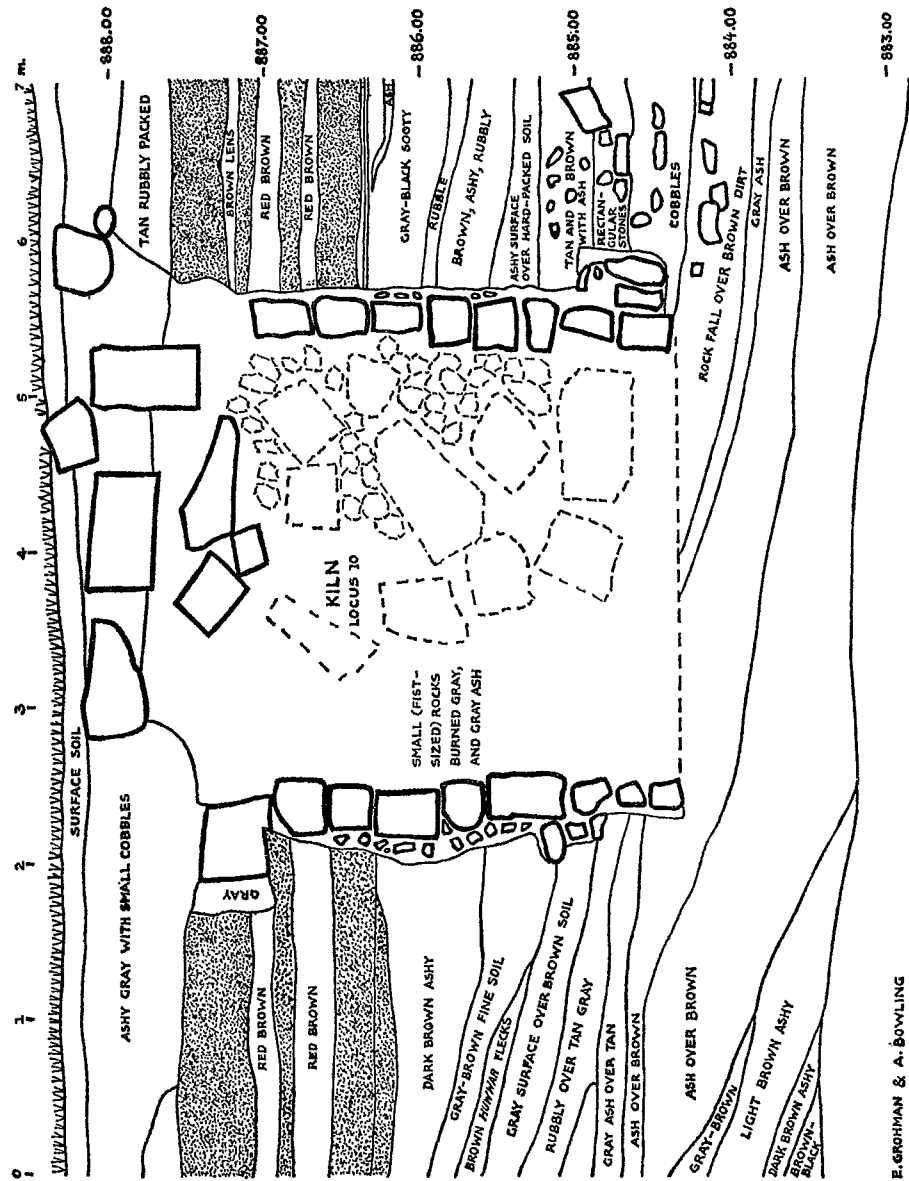 0
1
2
3
4
5
6
7 m.
-888.00
-887.00
-886.00
-885.00
-884.00
-883.00
SURFACE SOIL
ASHY GRAY WITH SMALL COBBLES
GRAY
RED BROWN
RED BROWN
DARK BROWN ASHY
GRAY-BROWN FINE SOIL
BROWN HUWWAR FLECKS
GRAY SURFACE OVER BROWN SOIL
RUBBLY OVER TAN GRAY
GRAY ASH OVER TAN
ASH OVER BROWN
ASH OVER BROWN
GRAY-BROWN
LIGHT BROWN ASHY
DARK BROWN ASHY
BROWN-
BLACK
KILN
LOCUS 10
SMALL (FIST-
SIZED) ROCKS
BURNED GRAY,
AND GRAY ASH
TAN RUBBLY PACKED
BROWN LENS
RED BROWN
RED BROWN
ASH
GRAY-BLACK SOOTY
RUBBLE
BROWN, ASHY, RUBBLY
ASHY SURFACE
OVER HARD-PACKED SOIL
TAN AND BROWN
WITH ASH
RECTAN-
GULAR
STONES
COBBLES
ROCK FALL OVER BROWN DIRT
GRAY ASH
ASH OVER BROWN
ASH OVER BROWN
E. GROHMAN & A. BOWLING